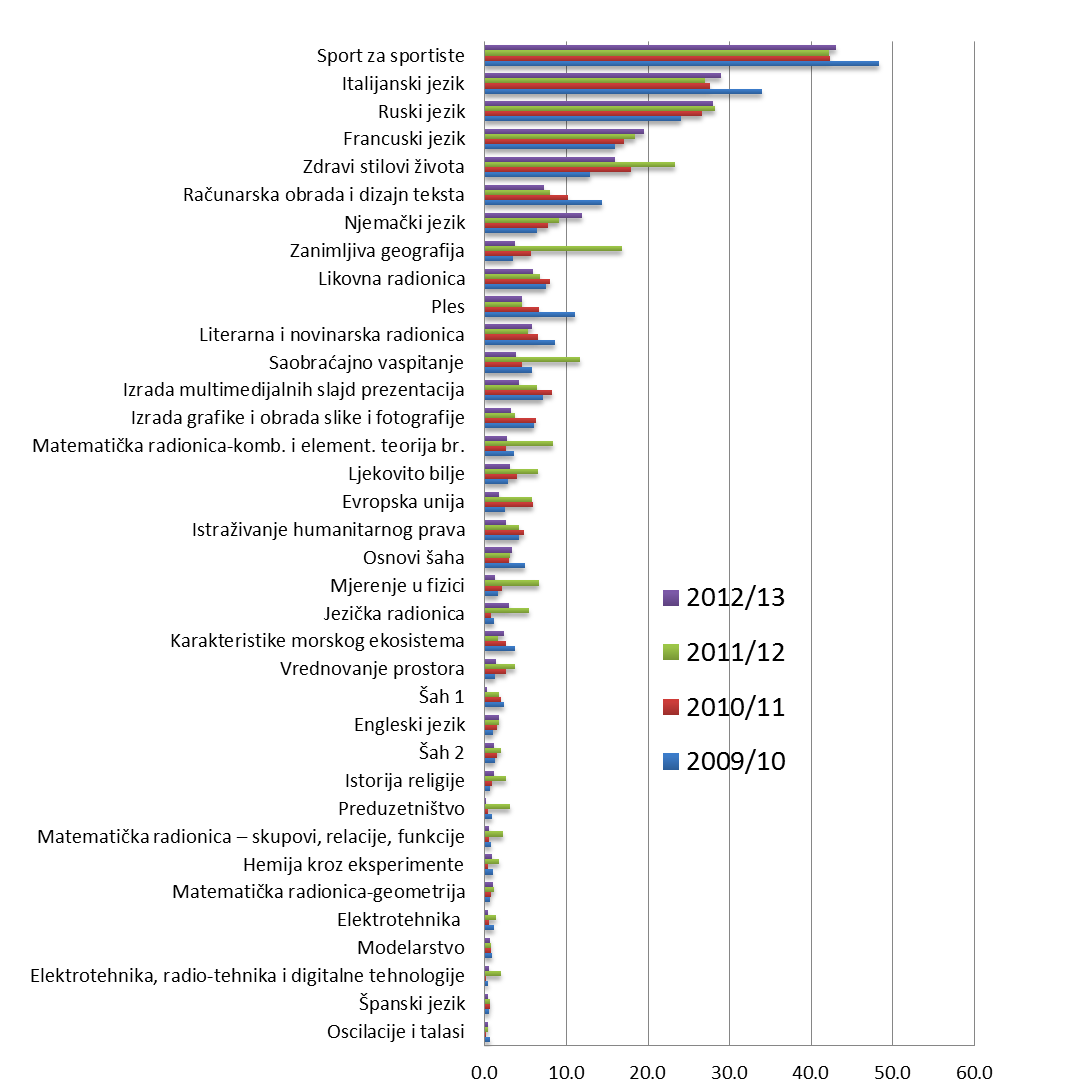 Sport za sportiste
Italijanski jezik
Ruski jezik
Francuski jezik
Zdravi stilovi života
Računarska obrada i dizajn teksta
Njemački jezik
Zanimljiva geografija
Likovna radionica
Ples
Literarna i novinarska radionica
Saobraćajno vaspitanje
Izrada multimedijalnih slajd prezentacija
Izrada grafike i obrada slike i fotografije
Matematička radionica-komb. i element. teorija br.
Ljekovito bilje
Evropska unija
Istraživanje humanitarnog prava
Osnovi šaha
Mjerenje u fizici
Jezička radionica
Karakteristike morskog ekosistema
Vrednovanje prostora
Šah 1
Engleski jezik
Šah 2
Istorija religije
Preduzetništvo
Matematička radionica – skupovi, relacije, funkcije
Hemija kroz eksperimente
Matematička radionica-geometrija
Elektrotehnika
Modelarstvo
Elektrotehnika, radio-tehnika i digitalne tehnologije
Španski jezik
Oscilacije i talasi
2012/13
2011/12
2010/11
2009/10
0.0 10.0 20.0 30.0 40.0 50.0 60.0